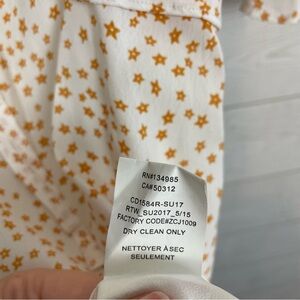 RN#134985
CA#50312
CD1584R-SU17
RTW_SU2017_5/15
FACTORY CODE#ZCJ1009
DRY CLEAN ONLY
NETTOYER À SEC
SEULEMENT